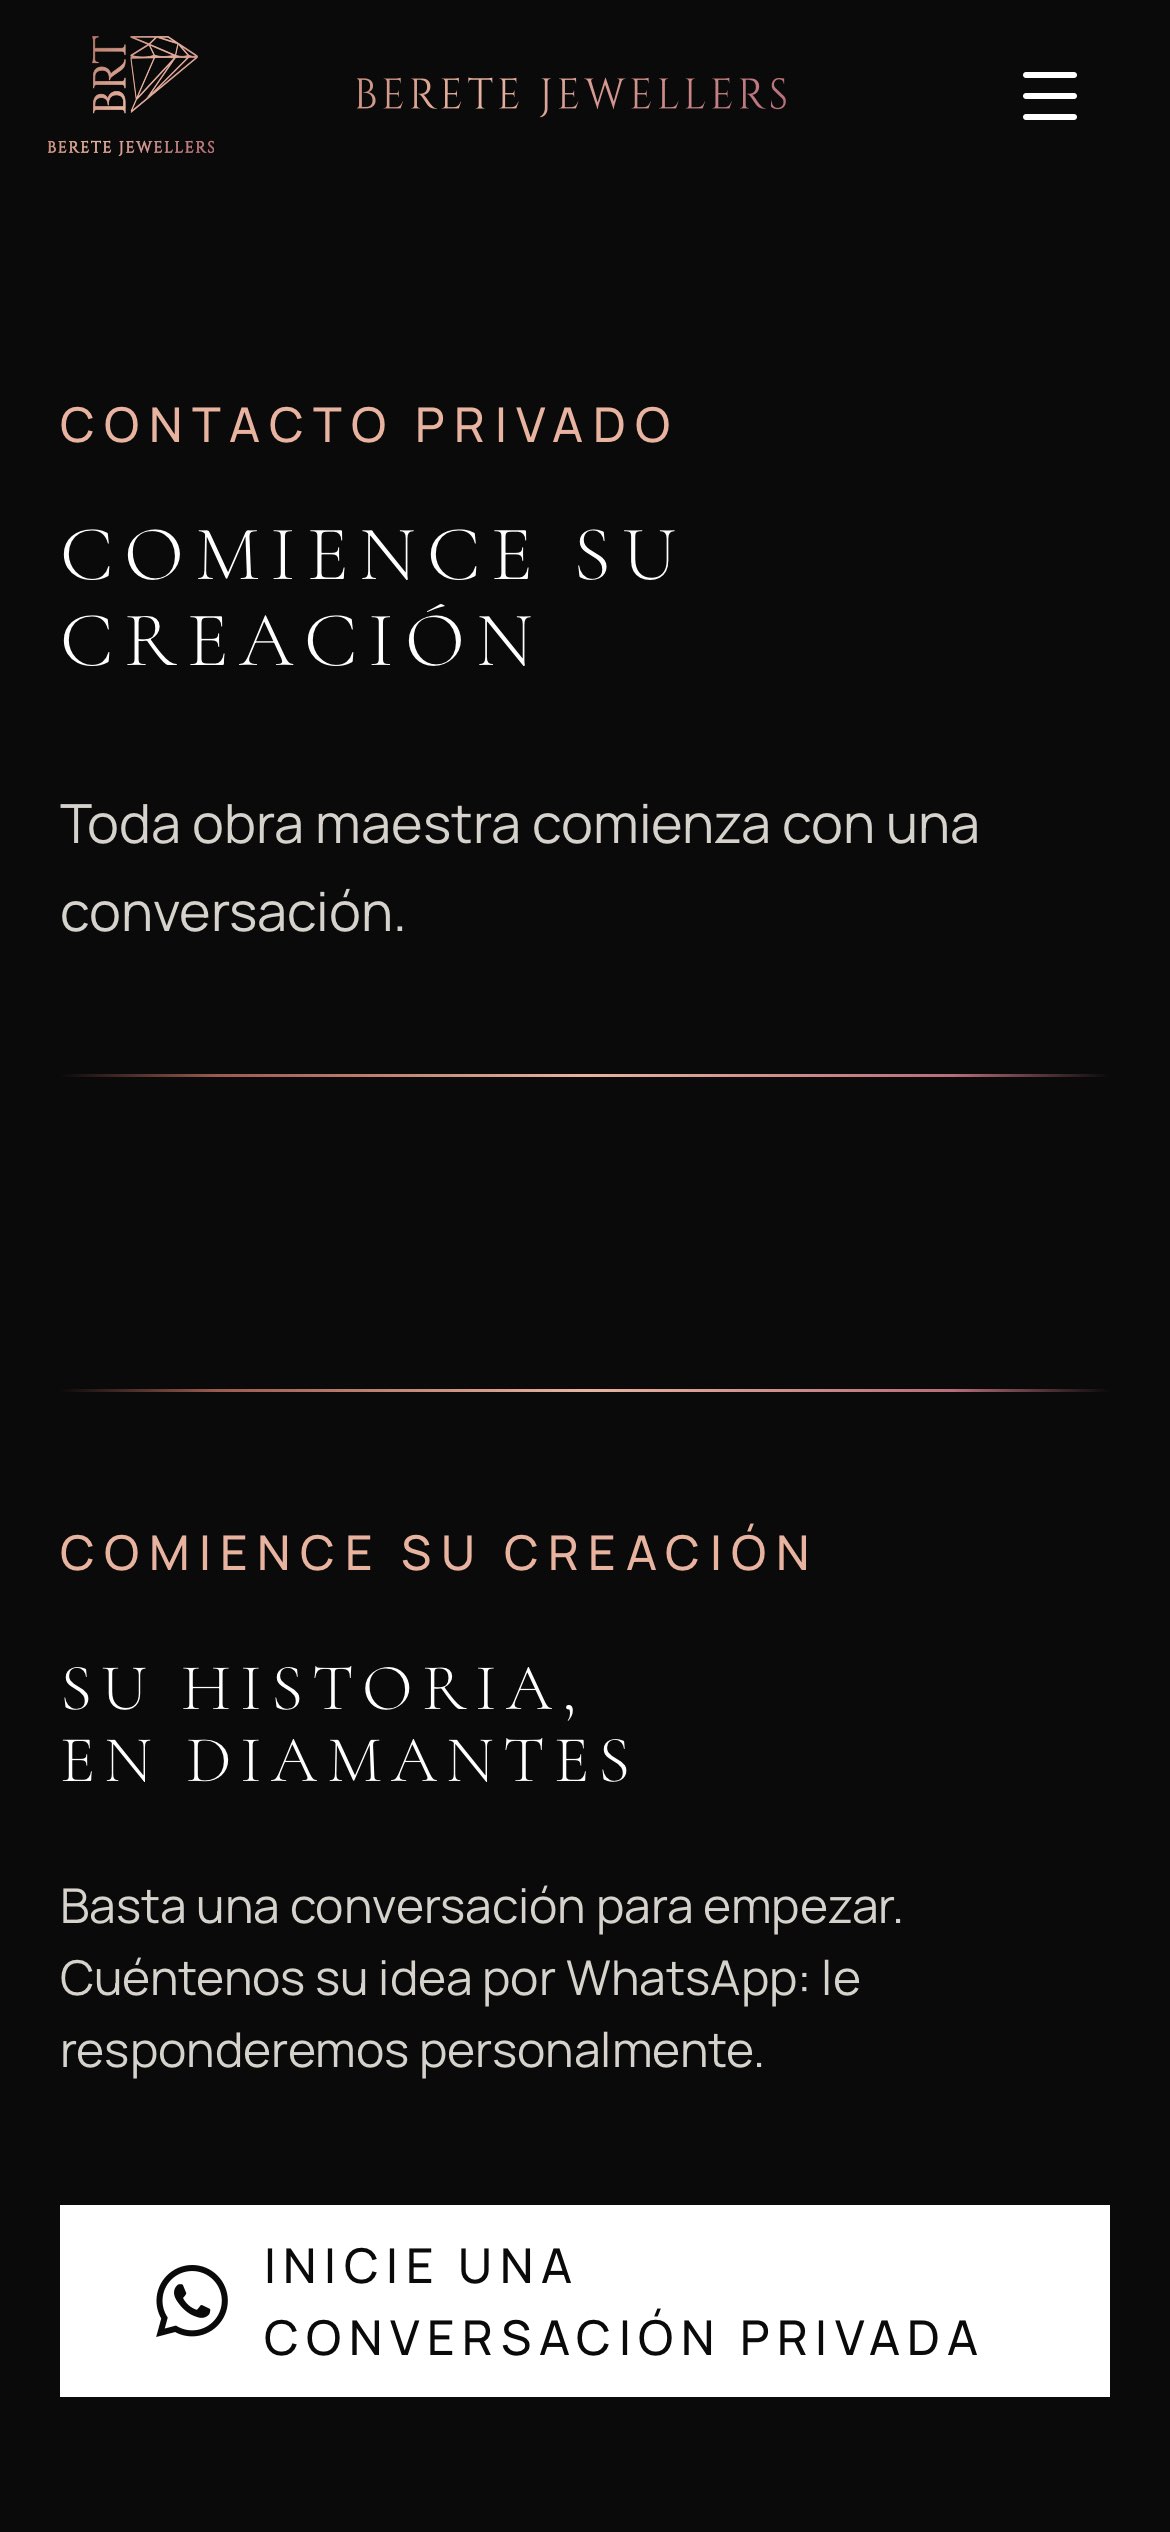 BRT
BERETE JEWELLERS
BERETE JEWELLERS
CONTACTO PRIVADO
COMIENCE SU
CREACIÓN
Toda obra maestra comienza con una
conversación.
COMIENCE SU CREACIÓN
SU HISTORIA,
EN DIAMANTES
Basta una conversación para empezar.
Cuéntenos su idea por WhatsApp: le
responderemos personalmente.
INICIE UNA
CONVERSACIÓN PRIVADA